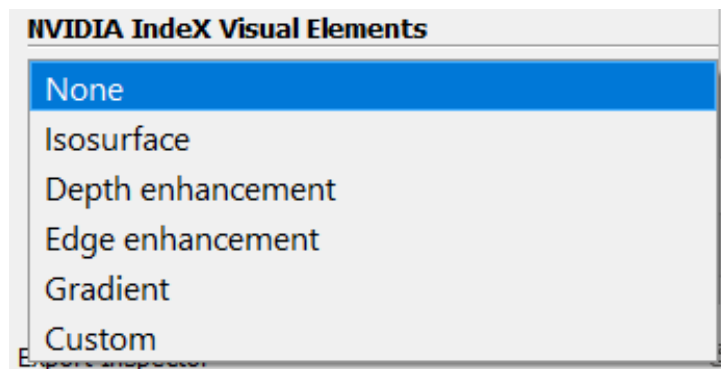 NVIDIA IndeX Visual Elements
None
Isosurface
Depth enhancement
Edge enhancement
Gradient
Custom